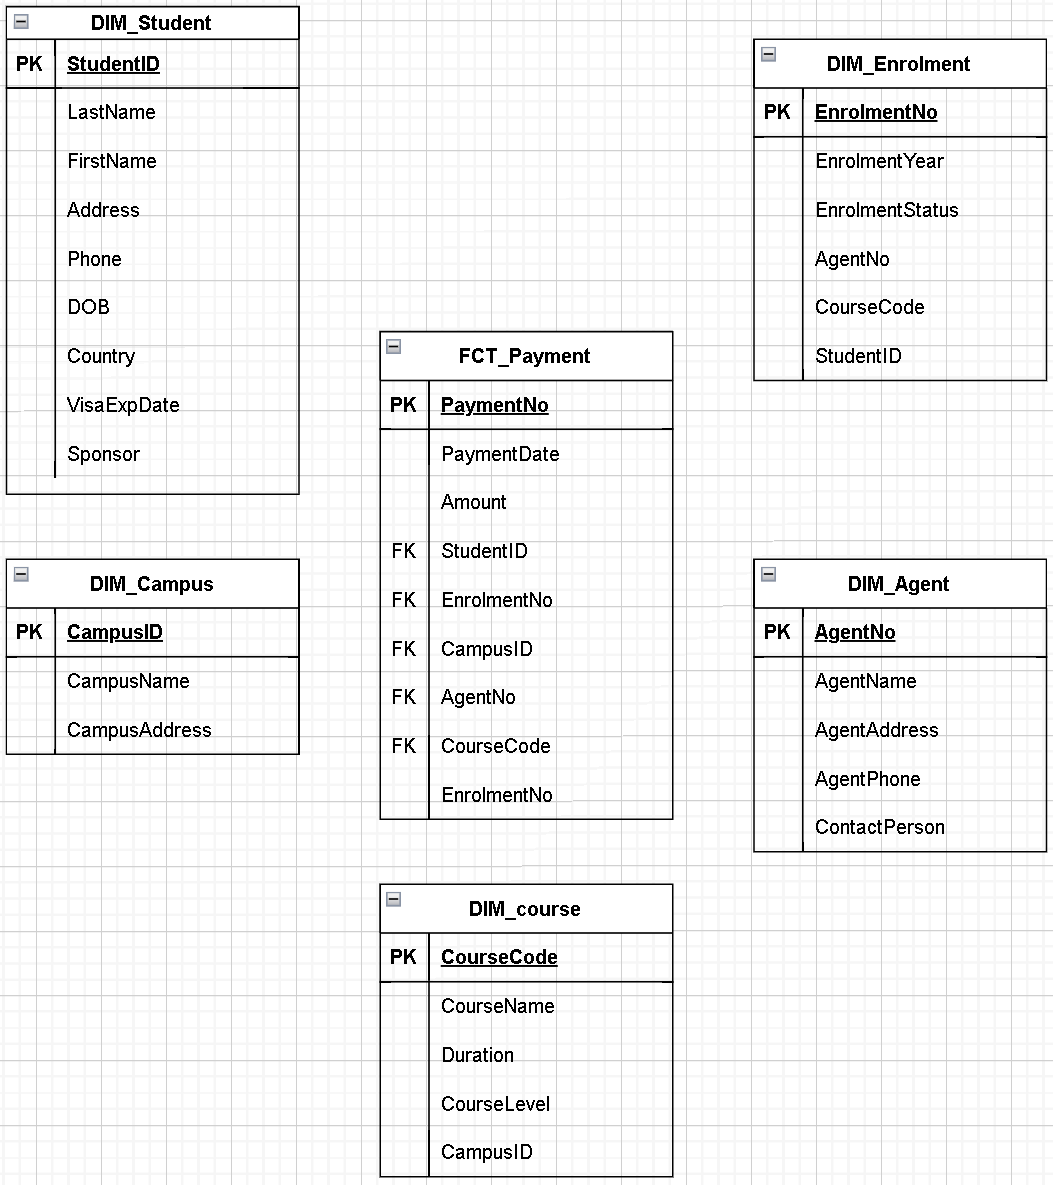 DIM_Student
PK StudentID
LastName
FirstName
Address
Phone
DOB
Country
VisaExpDate
Sponsor
DIM_Enrolment
PK EnrolmentNo
EnrolmentYear
EnrolmentStatus
AgentNo
CourseCode
StudentID
FCT_Payment
PK PaymentNo
PaymentDate
Amount
FK StudentID
FK EnrolmentNo
FK CampusID
FK AgentNo
FK CourseCode
EnrolmentNo
DIM_Campus
PK CampusID
CampusName
CampusAddress
DIM_Agent
PK AgentNo
AgentName
AgentAddress
AgentPhone
ContactPerson
DIM_course
PK CourseCode
CourseName
Duration
CourseLevel
CampusID